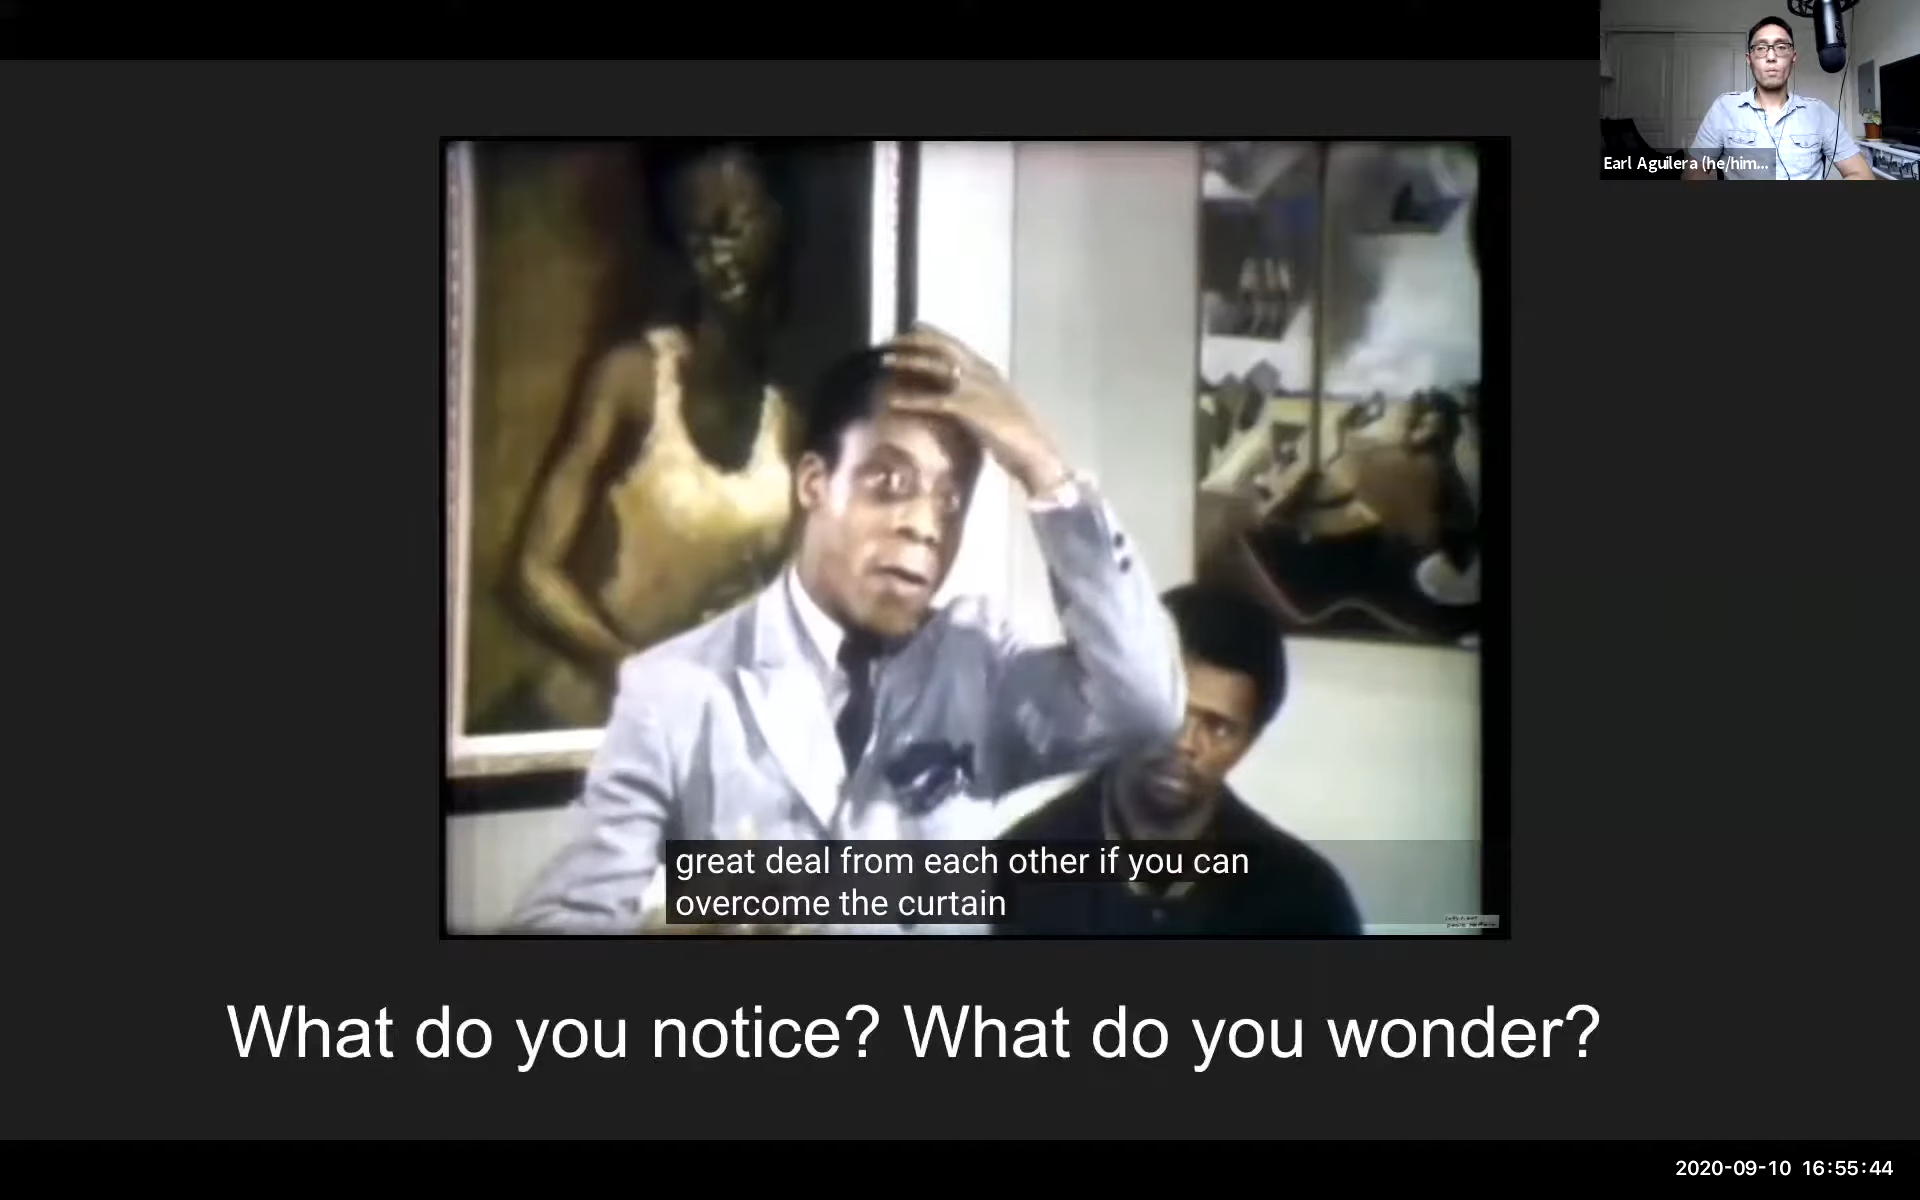 Earl Aguilera (he/him...
great deal from each other if you can
overcome the curtain
What do you notice? What do you wonder?
2020-09-10 16:55:44